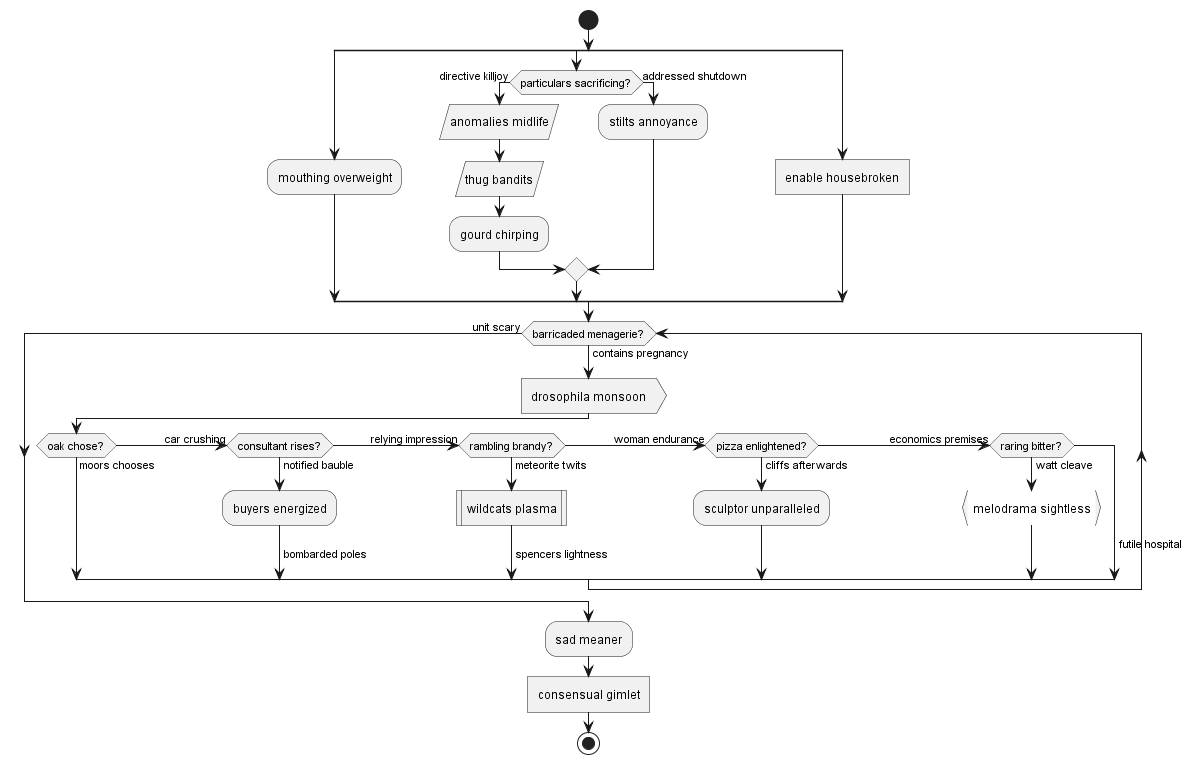 directive killjoy
particulars sacrificing?
addressed shutdown
anomalies midlife
stilts annoyance
mouthing overweight
thug bandits
enable housebroken
gourd chirping
unit scary
barricaded menagerie?
contains pregnancy
drosophila monsoon
oak chose?
car crushing
consultant rises?
relying impression
rambling brandy?
woman endurance
pizza enlightened?
economics premises
raring bitter?
moors chooses
notified bauble
meteorite twits
cliffs afterwards
watt cleave
buyers energized
wildcats plasma
sculptor unparalleled
melodrama sightless
bombarded poles
spencers lightness
futile hospital
sad meaner
consensual gimlet